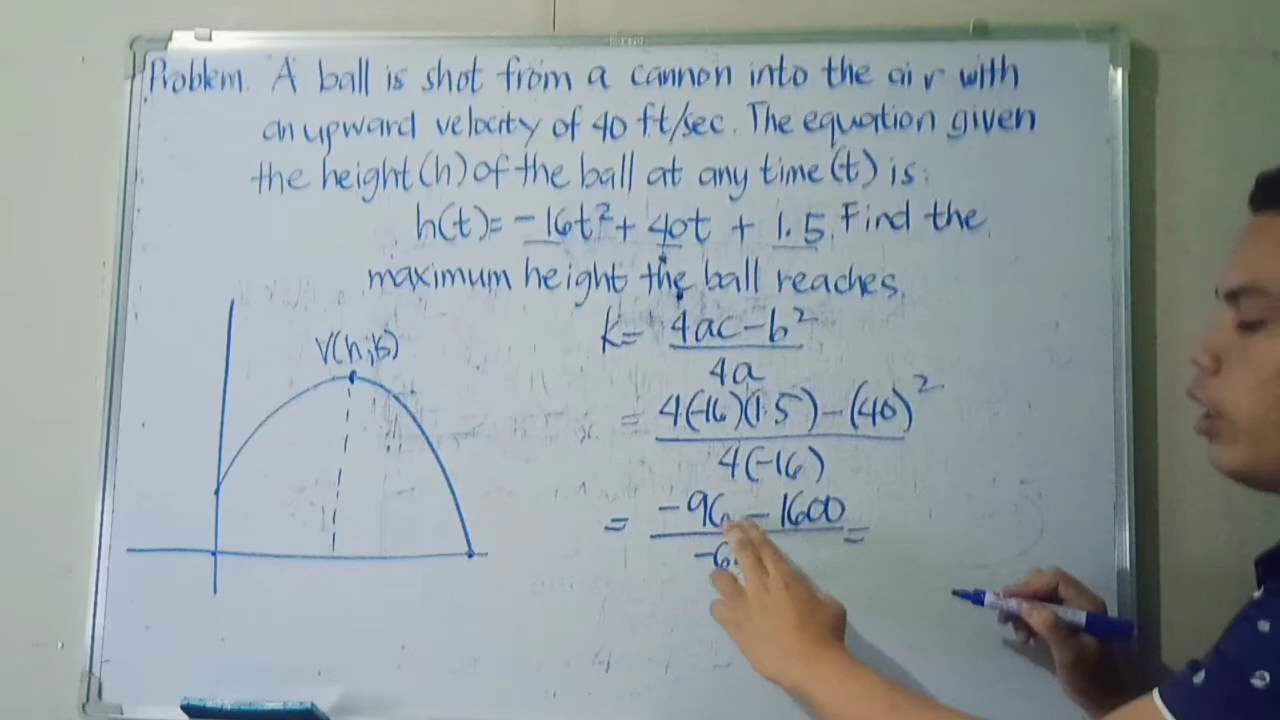 Problem. A ball is shot from a cannon into the air with
an upward velocity of 40 ft/sec. The equation given
the height (h) of the ball at any time (t) is:
h(t) = -16t² + 40t + 1.5. Find the
maximum height the ball reaches.
V(h,k)
k = 4ac - b²
4a
= 4(-16)(1.5) - (40)²
4(-16)
= -96 - 1600 =